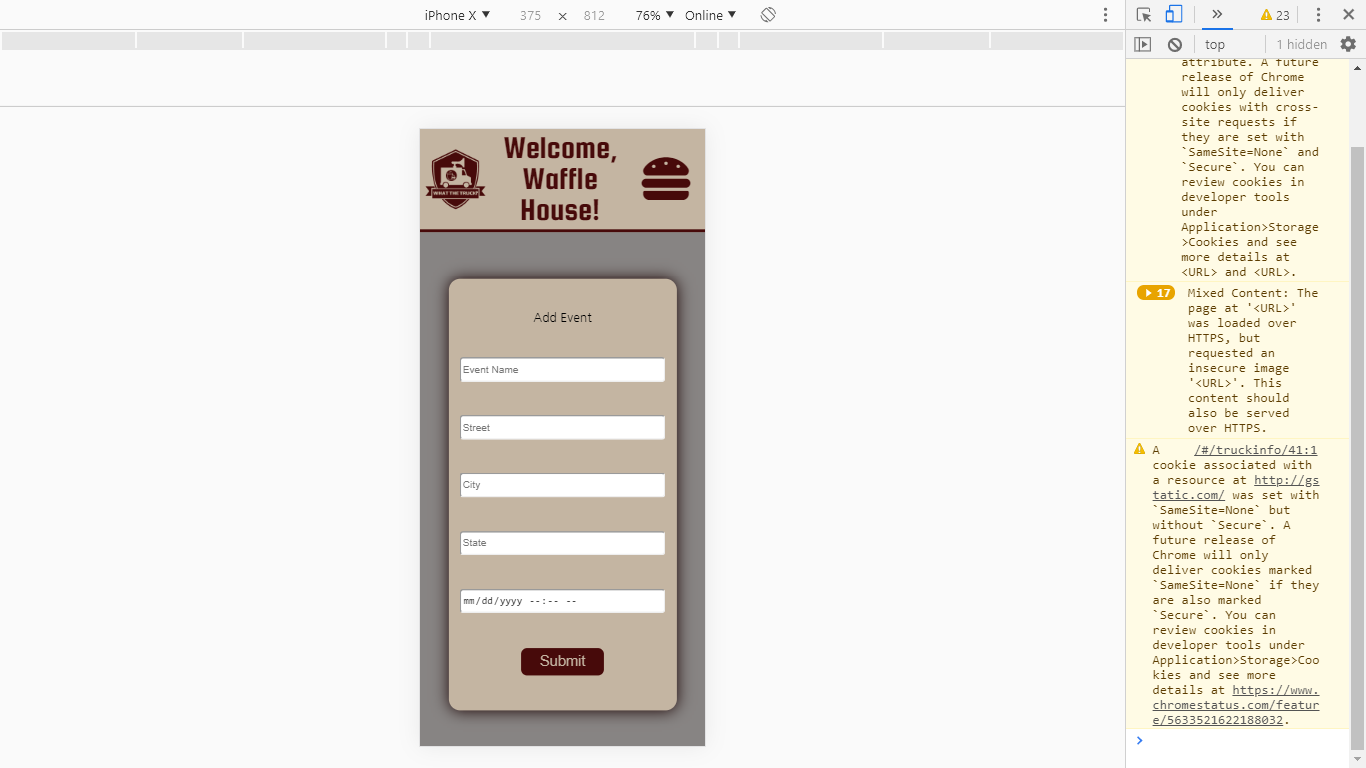 iPhone X ▼ 375 × 812 76% ▼ Online ▼
23
top 1 hidden
WHAT THE TRUCK!?
Welcome,
Waffle
House!
Add Event
Event Name
Street
City
State
mm/dd/yyyy --:-- --
Submit
attribute. A future
release of Chrome
will only deliver
cookies with cross-
site requests if
they are set with
`SameSite=None` and
`Secure`. You can
review cookies in
developer tools
under
Application>Storage
>Cookies and see
more details at
<URL> and <URL>.
17 Mixed Content: The
page at '<URL>'
was loaded over
HTTPS, but
requested an
insecure image
'<URL>'. This
content should
also be served
over HTTPS.
A /#/truckinfo/41:1
cookie associated with
a resource at http://gs
tatic.com/ was set with
`SameSite=None` but
without `Secure`. A
future release of
Chrome will only
deliver cookies marked
`SameSite=None` if they
are also marked
`Secure`. You can
review cookies in
developer tools under
Application>Storage>Coo
kies and see more
details at https://www.
chromestatus.com/featur
e/5633521622188032.